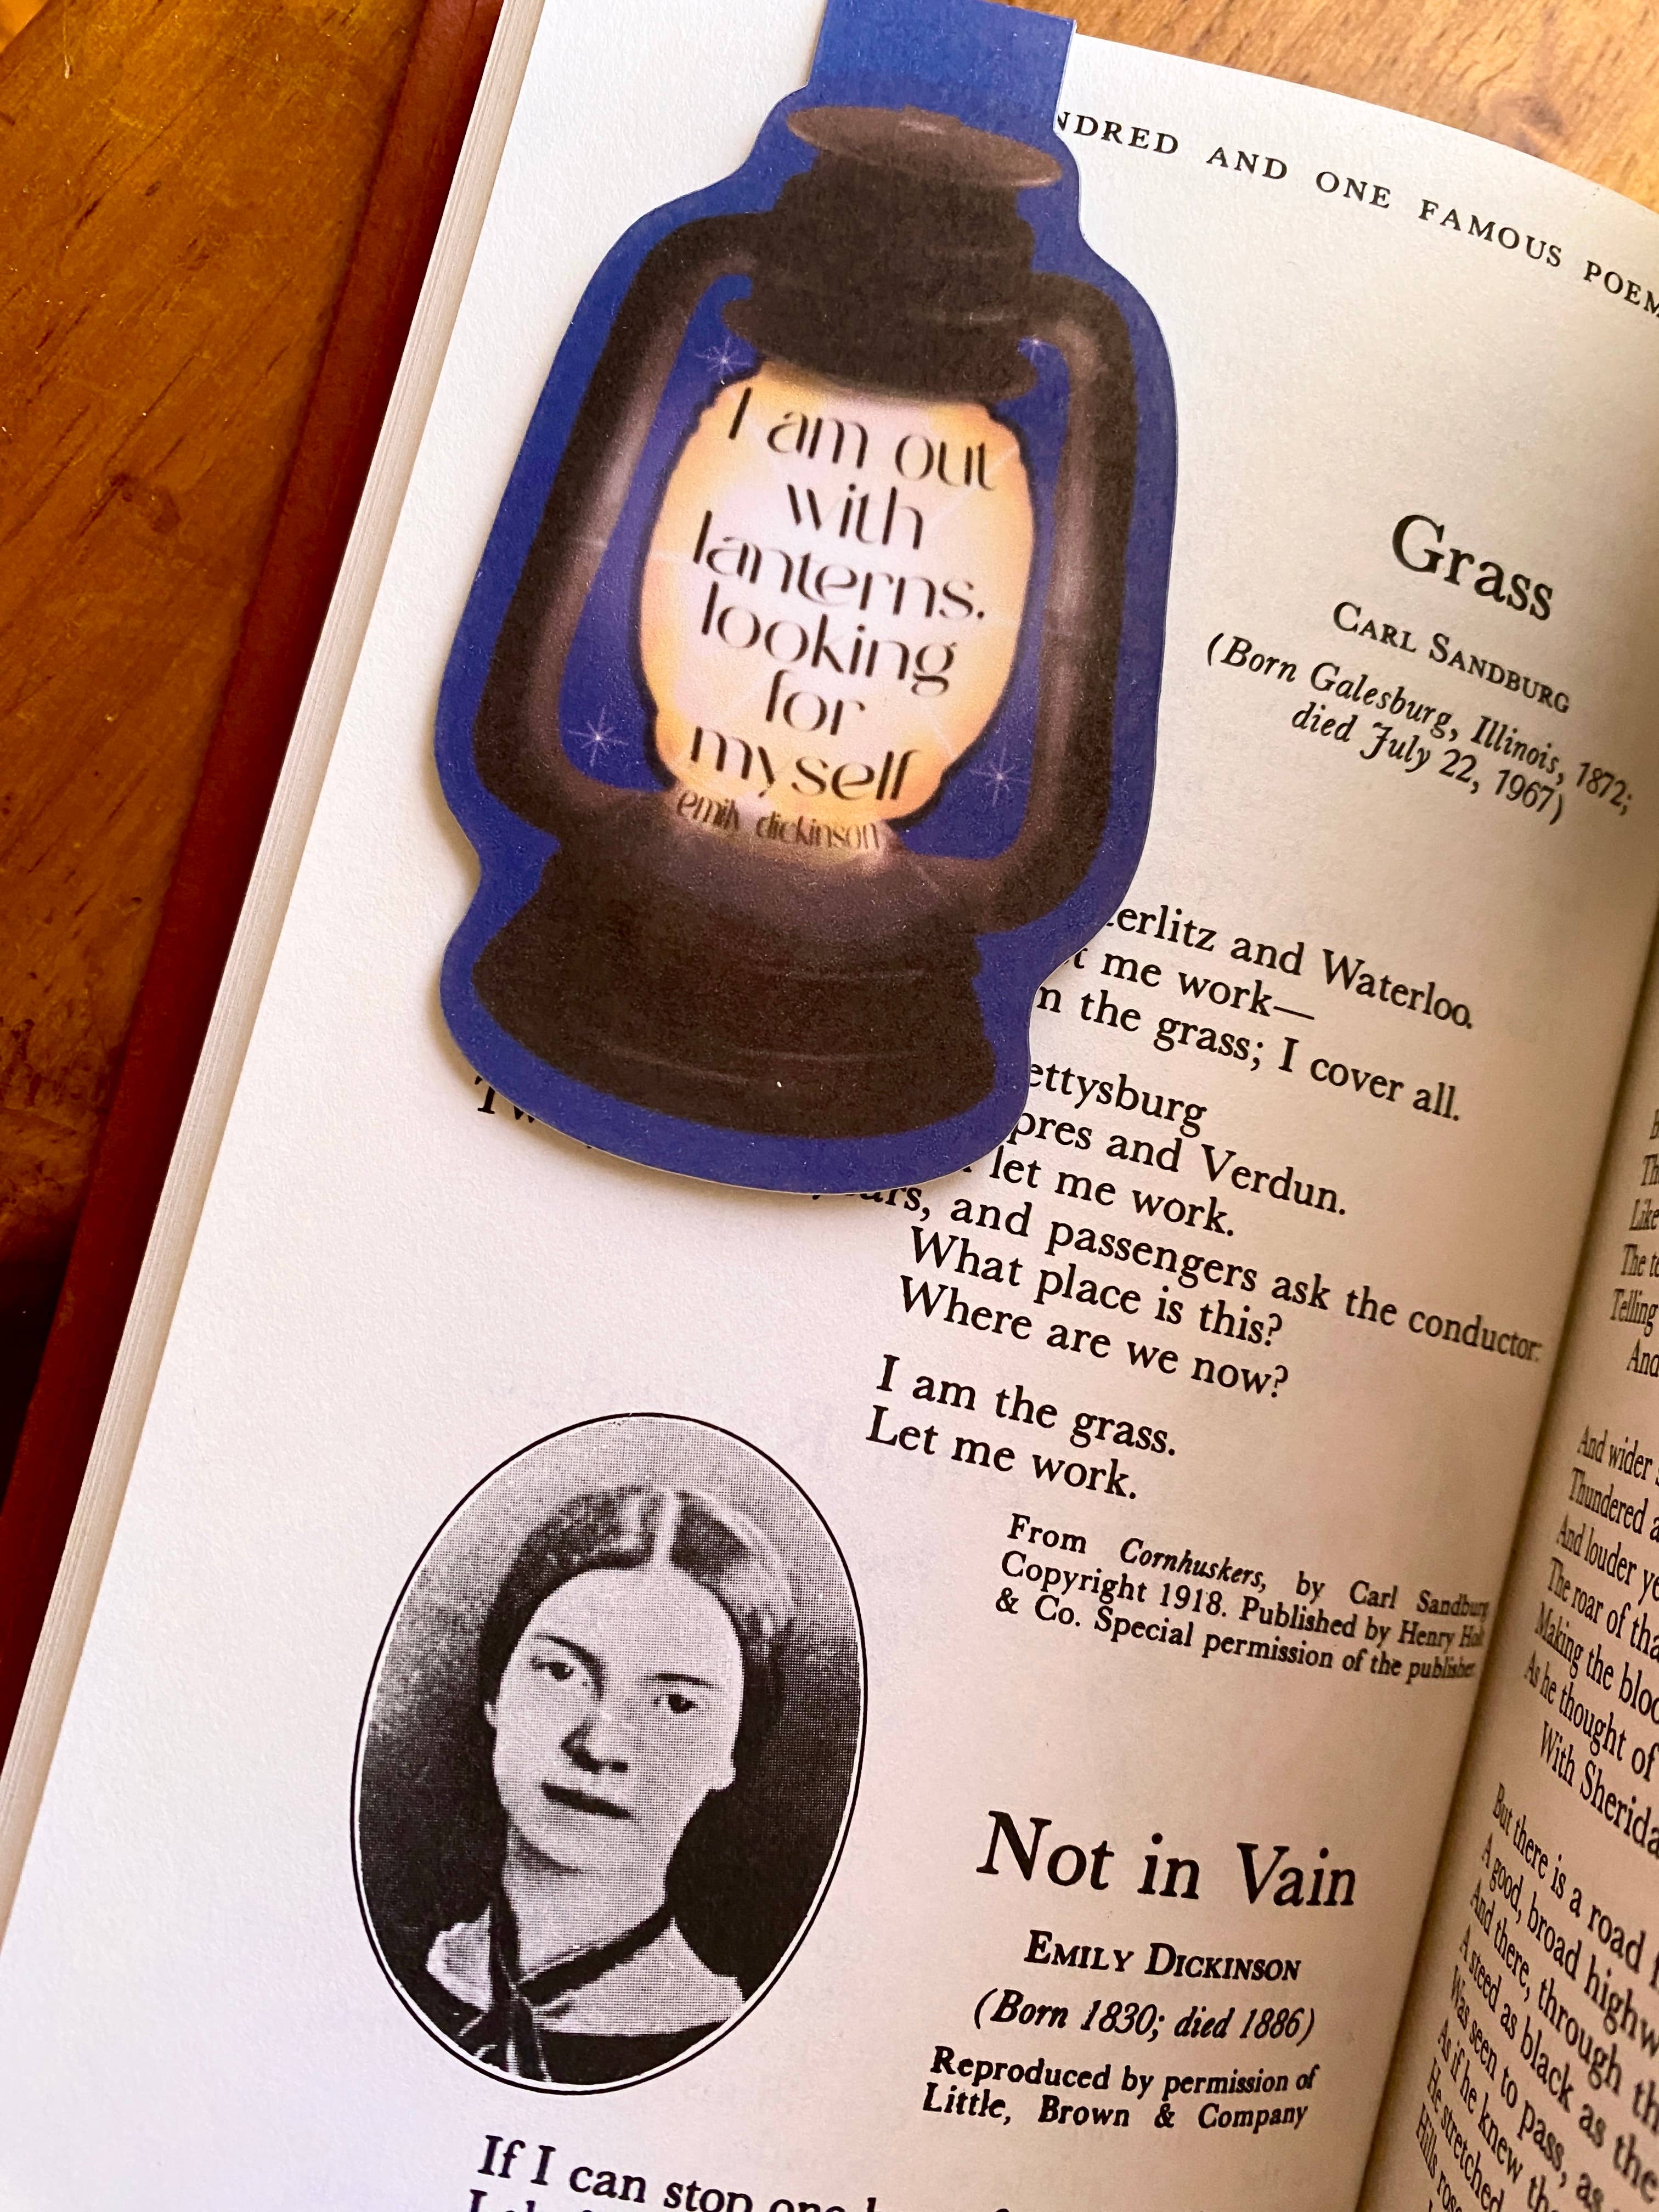 NDRED AND ONE FAMOUS POEM
I am out
with
lanterns.
looking
for
myself
emily dickinson
Grass
CARL SANDBURG
(Born Galesburg, Illinois, 1872;
died July 22, 1967)
erlitz and Waterloo.
me work—
the grass; I cover all.
ettysburg
pres and Verdun.
let me work.
ars, and passengers ask the conductor:
What place is this?
Where are we now?
I am the grass.
Let me work.
From Cornhuskers, by Carl Sandburg
Copyright 1918. Published by Henry Holt
& Co. Special permission of the publisher.
Not in Vain
EMILY DICKINSON
(Born 1830; died 1886)
Reproduced by permission of
Little, Brown & Company
If I can stop one
Like
Telling
And
And wider
Thundered
And louder
The roar of
Making the
As he thought of
With
But there is a road
A good, broad
And there, through
A steed as black as the
Was seen to pass, as
As if he knew
He stretched
Hills